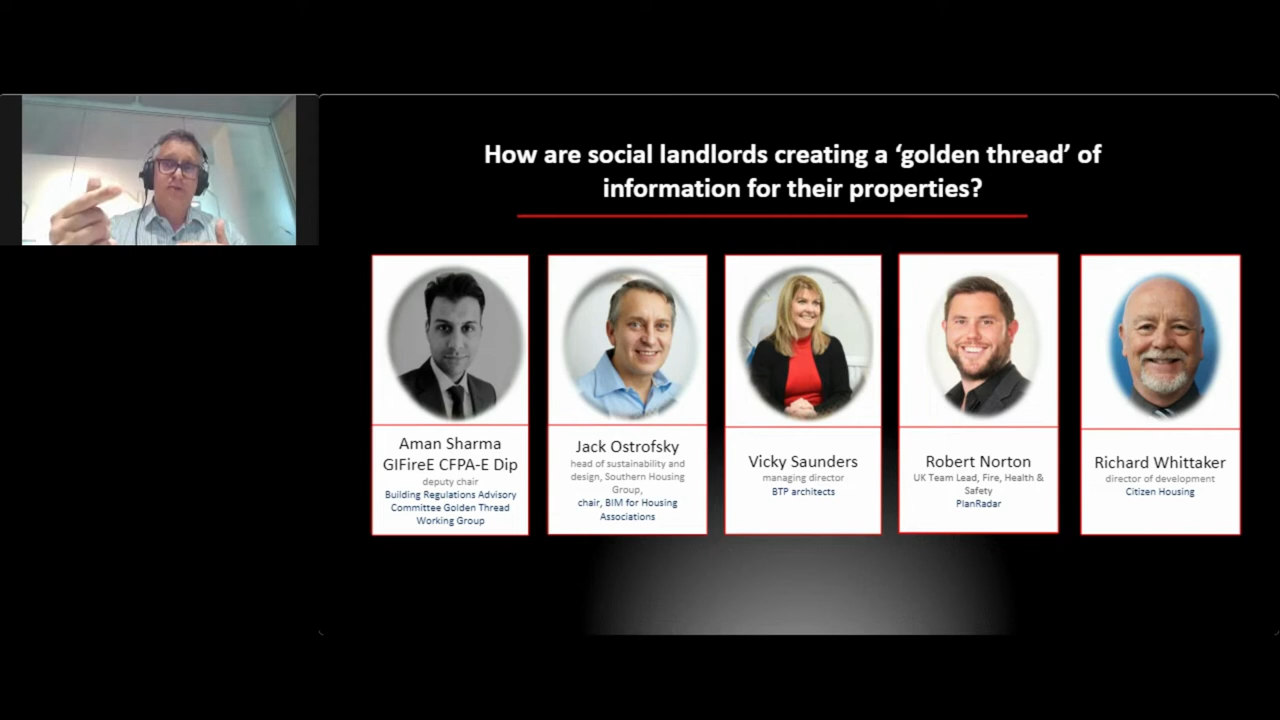 How are social landlords creating a ‘golden thread’ of
information for their properties?
Aman Sharma
GIFireE CFPA-E Dip
deputy chair
Building Regulations Advisory
Committee Golden Thread
Working Group
Jack Ostrofsky
head of sustainability and
design, Southern Housing
Group,
chair, BIM for Housing
Associations
Vicky Saunders
managing director
BTP architects
Robert Norton
UK Team Lead, Fire, Health &
Safety
PlanRadar
Richard Whittaker
director of development
Citizen Housing